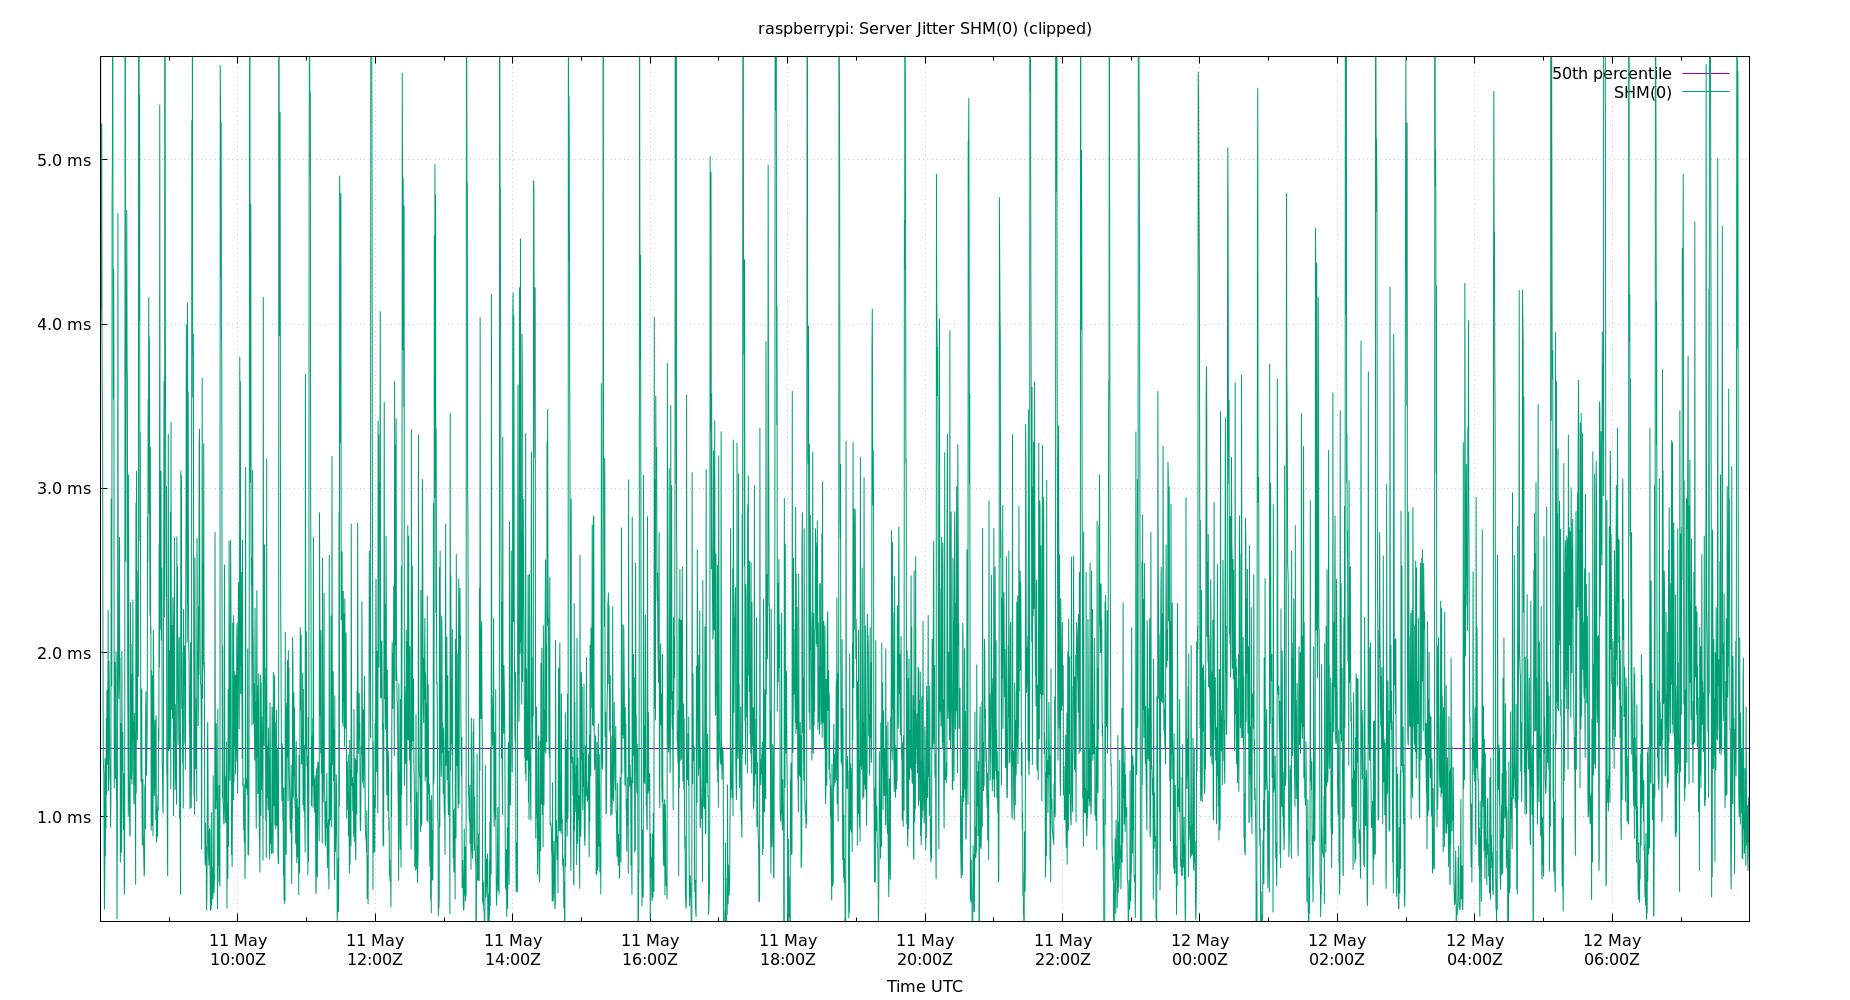 raspberrypi: Server Jitter SHM(0) (clipped)
50th percentile
SHM(0)
5.0 ms
4.0 ms
3.0 ms
2.0 ms
1.0 ms
11 May 11 May 11 May 11 May 11 May 11 May 11 May 12 May 12 May 12 May 12 May
10:00Z 12:00Z 14:00Z 16:00Z 18:00Z 20:00Z 22:00Z 00:00Z 02:00Z 04:00Z 06:00Z
Time UTC